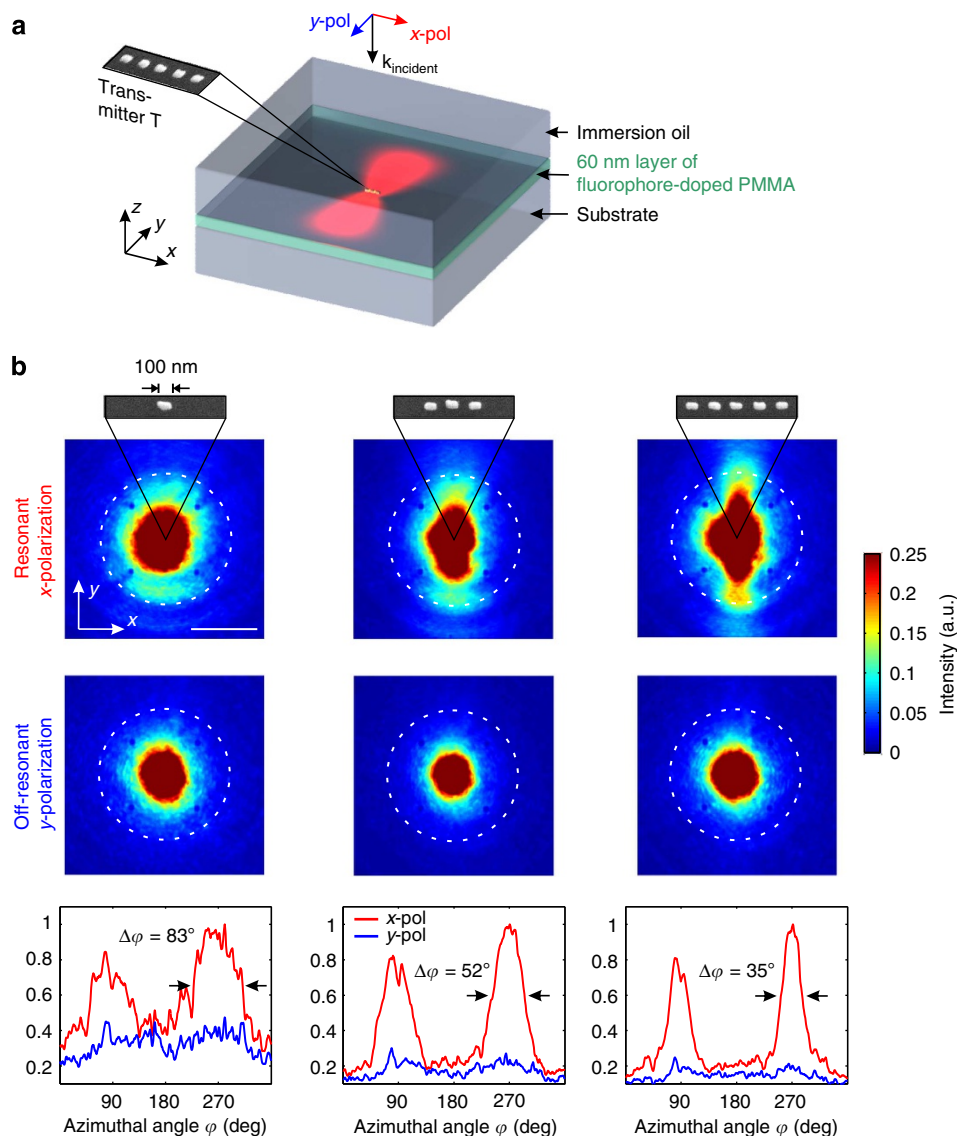 a
y-pol
x-pol
k_incident
Trans-
mitter T
Immersion oil
60 nm layer of
fluorophore-doped PMMA
Substrate
z
y
x
b
100 nm
Resonant
x-polarization
y
x
Off-resonant
y-polarization
0.25
0.2
0.15
0.1
0.05
0
Intensity (a.u.)
1
0.8
0.6
0.4
0.2
Δφ = 83°
90 180 270
Azimuthal angle φ (deg)
x-pol
y-pol
1
0.8
0.6
0.4
0.2
Δφ = 52°
90 180 270
Azimuthal angle φ (deg)
1
0.8
0.6
0.4
0.2
Δφ = 35°
90 180 270
Azimuthal angle φ (deg)